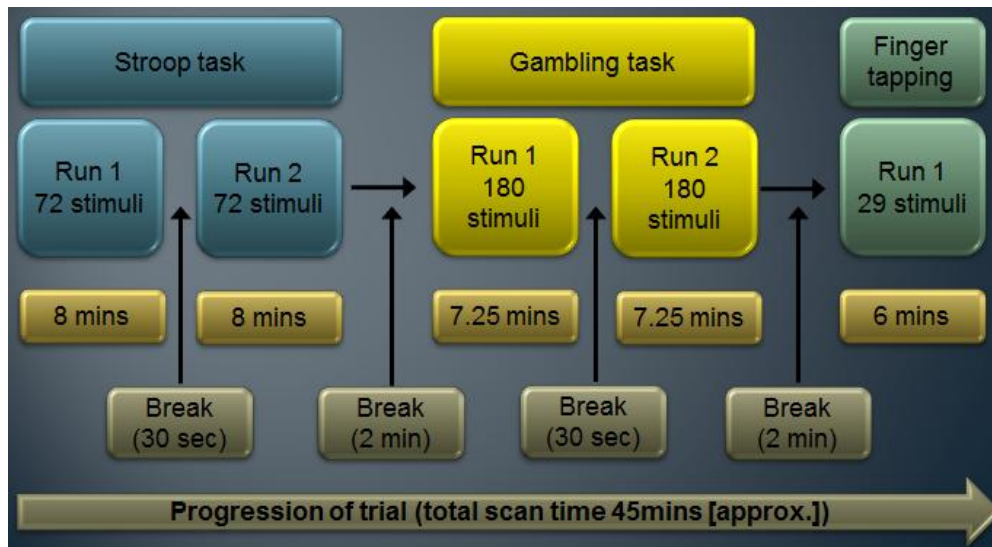 Stroop task
Gambling task
Finger
tapping
Run 1
72 stimuli
Run 2
72 stimuli
Run 1
180
stimuli
Run 2
180
stimuli
Run 1
29 stimuli
8 mins
8 mins
7.25 mins
7.25 mins
6 mins
Break
(30 sec)
Break
(2 min)
Break
(30 sec)
Break
(2 min)
Progression of trial (total scan time 45mins [approx.])